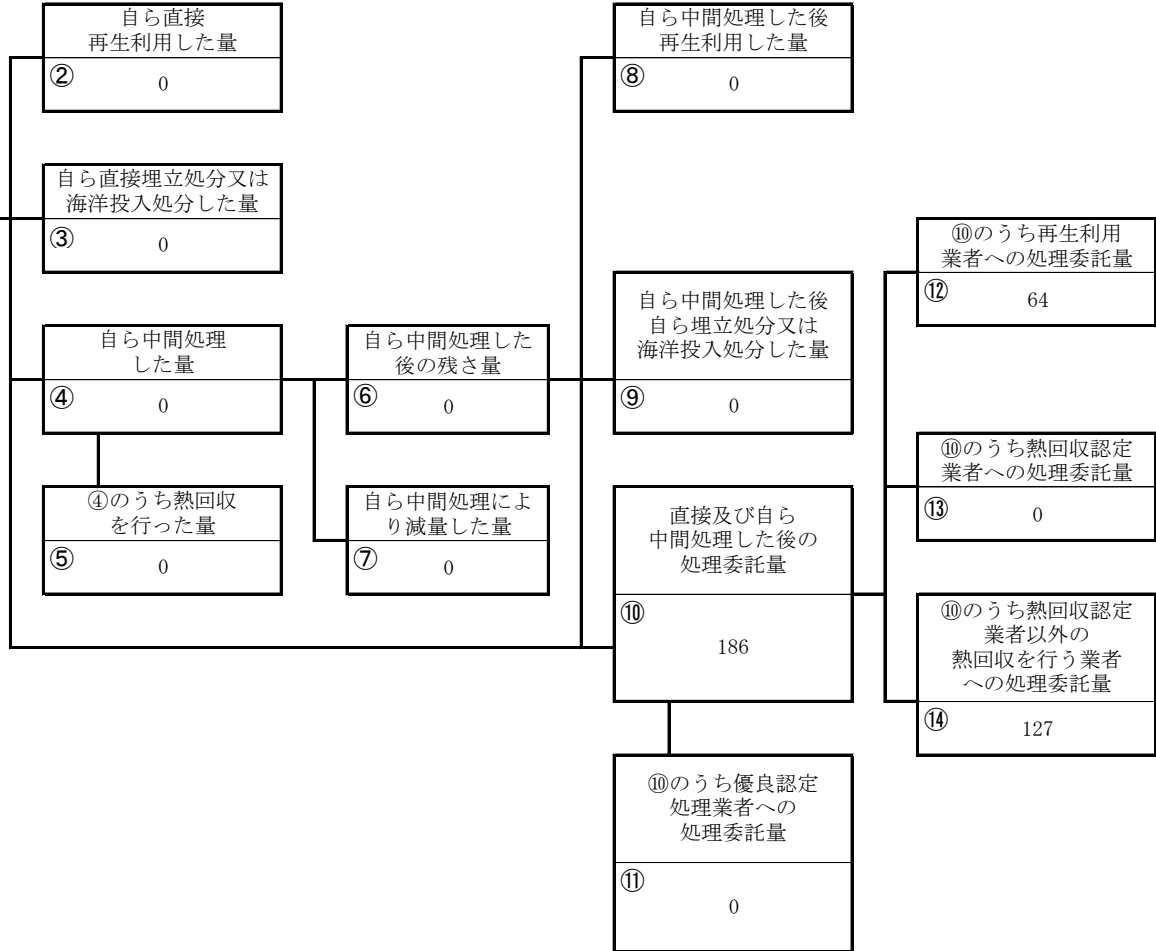 自ら直接
再生利用した量
②
0
自ら直接埋立処分又は
海洋投入処分した量
③
0
自ら中間処理
した量
④
0
④のうち熱回収
を行った量
⑤
0
自ら中間処理した
後の残さ量
⑥
0
自ら中間処理によ
り減量した量
⑦
0
自ら中間処理した後
再生利用した量
⑧
0
自ら中間処理した後
自ら埋立処分又は
海洋投入処分した量
⑨
0
直接及び自ら
中間処理した後の
処理委託量
⑩
186
⑩のうち優良認定
処理業者への
処理委託量
⑪
0
⑩のうち再生利用
業者への処理委託量
⑫
64
⑩のうち熱回収認定
業者への処理委託量
⑬
0
⑩のうち熱回収認定
業者以外の
熱回収を行う業者
への処理委託量
⑭
127